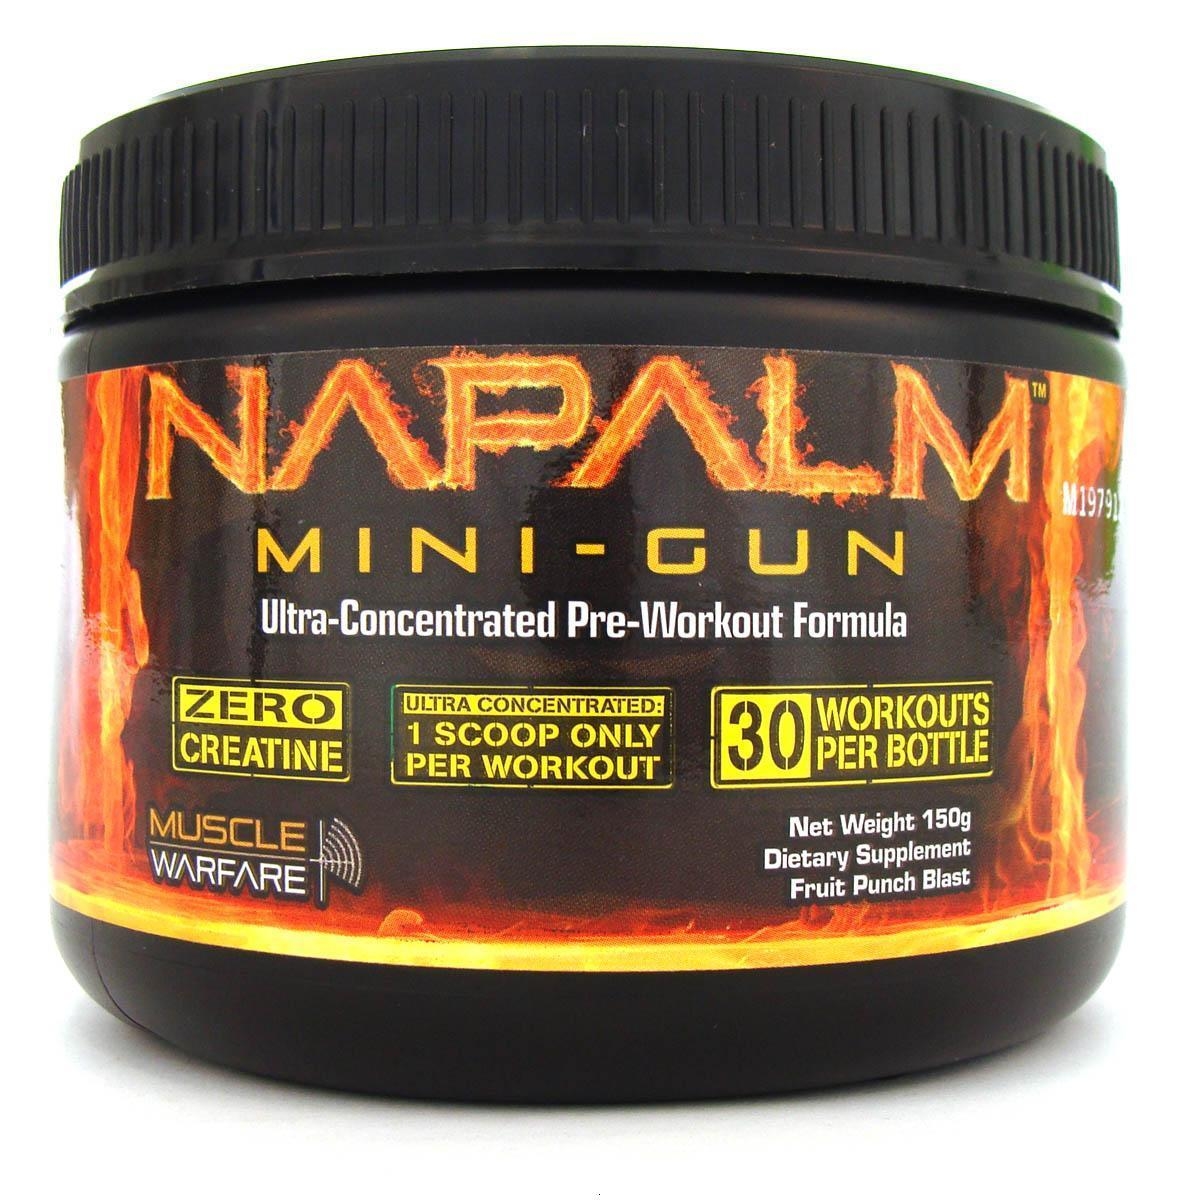 NAPALM™
MINI-GUN
Ultra-Concentrated Pre-Workout Formula
ZERO
CREATINE
ULTRA CONCENTRATED:
1 SCOOP ONLY
PER WORKOUT
30 WORKOUTS
PER BOTTLE
MUSCLE
WARFARE
Net Weight 150g
Dietary Supplement
Fruit Punch Blast